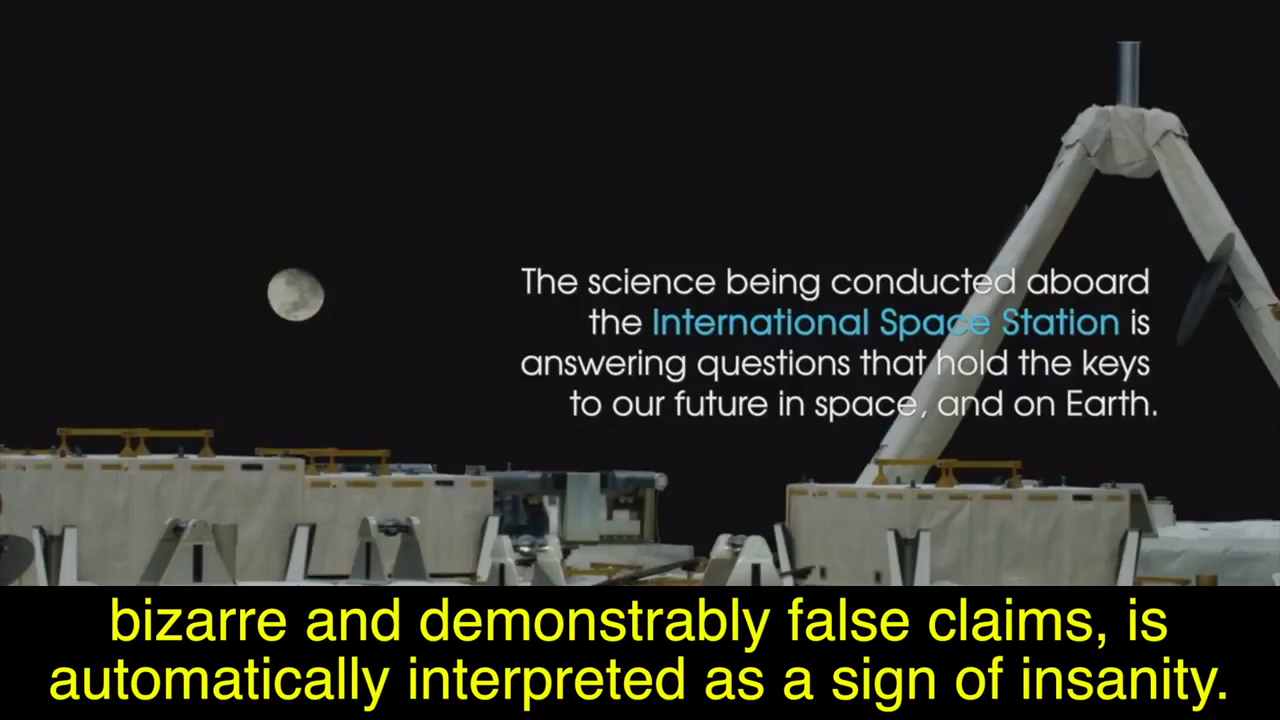 The science being conducted aboard
the International Space Station is
answering questions that hold the keys
to our future in space, and on Earth.
bizarre and demonstrably false claims, is
automatically interpreted as a sign of insanity.